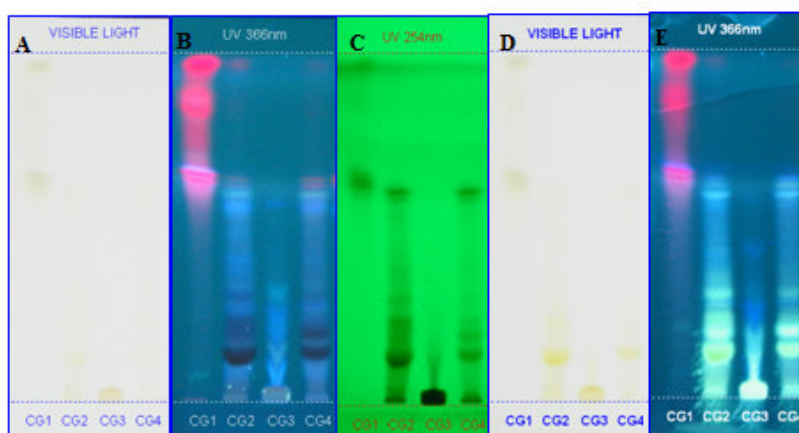 A
VISIBLE LIGHT
CG1 CG2 CG3 CG4
B
UV 366nm
CG1 CG2 CG3 CG4
C
UV 254nm
CG1 CG2 CG3 CG4
D
VISIBLE LIGHT
CG1 CG2 CG3 CG4
E
UV 366nm
CG1 CG2 CG3 CG4